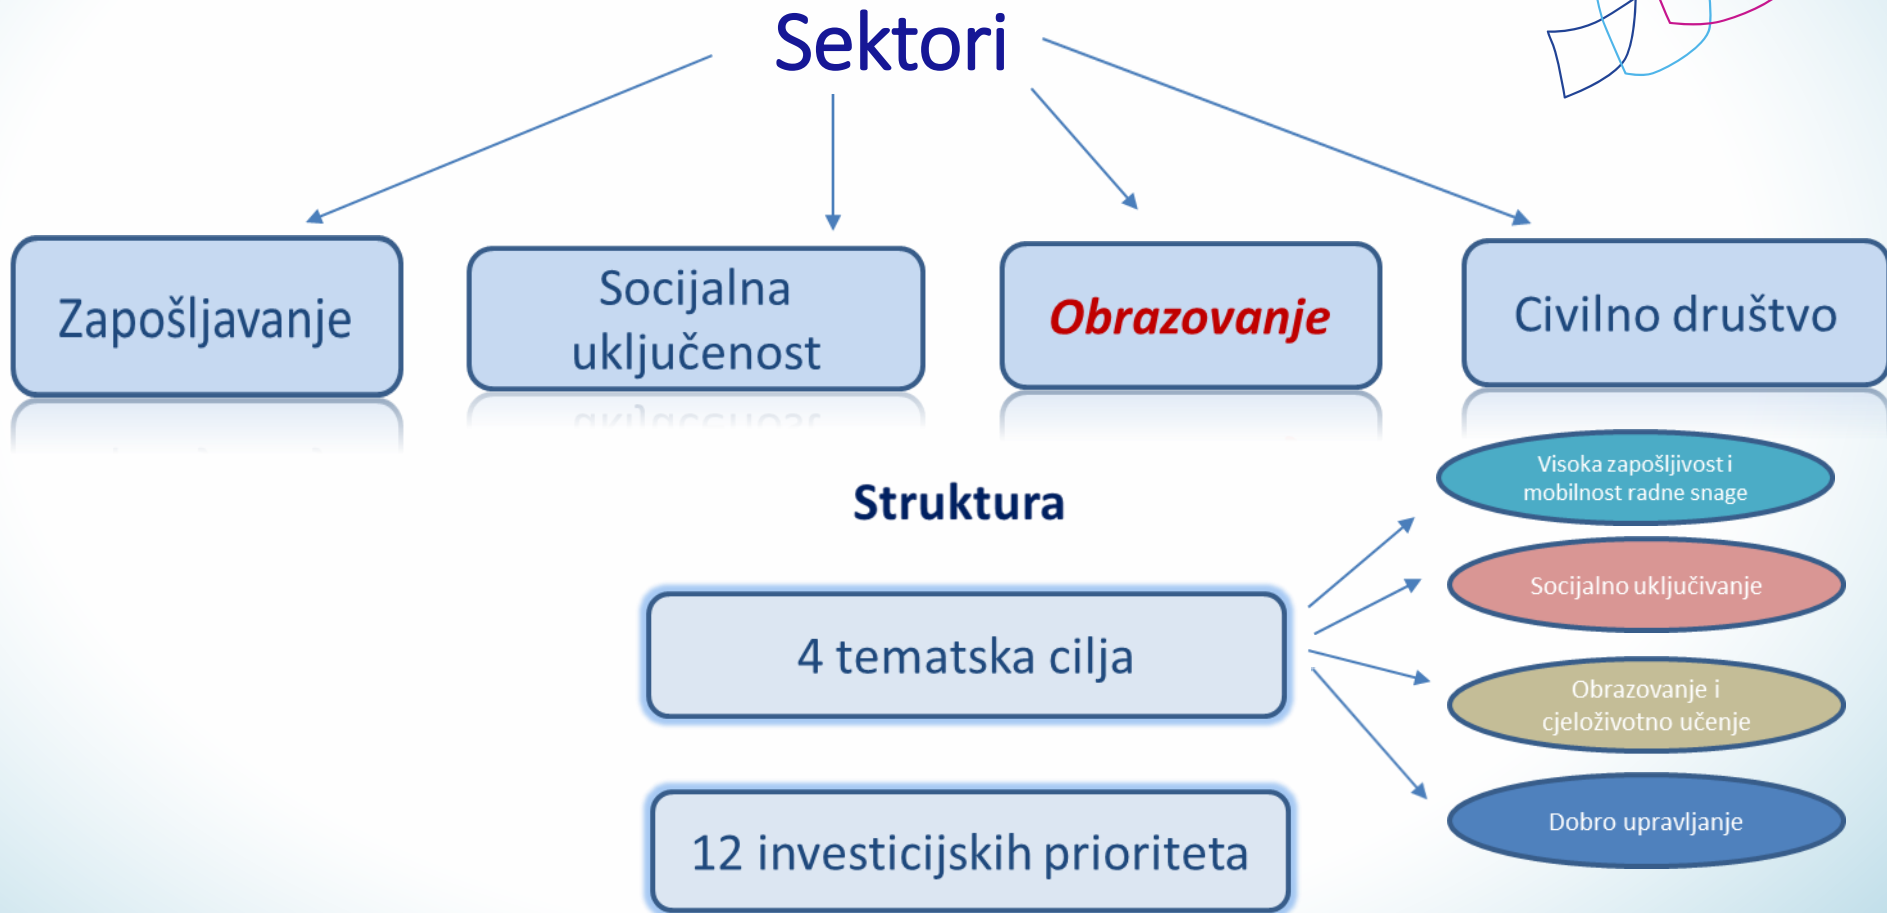 Sektori
Zapošljavanje
Socijalna
uključenost
Obrazovanje
Civilno društvo
Struktura
4 tematska cilja
12 investicijskih prioriteta
Visoka zapošljivost i
mobilnost radne snage
Socijalno uključivanje
Obrazovanje i
cjeloživotno učenje
Dobro upravljanje